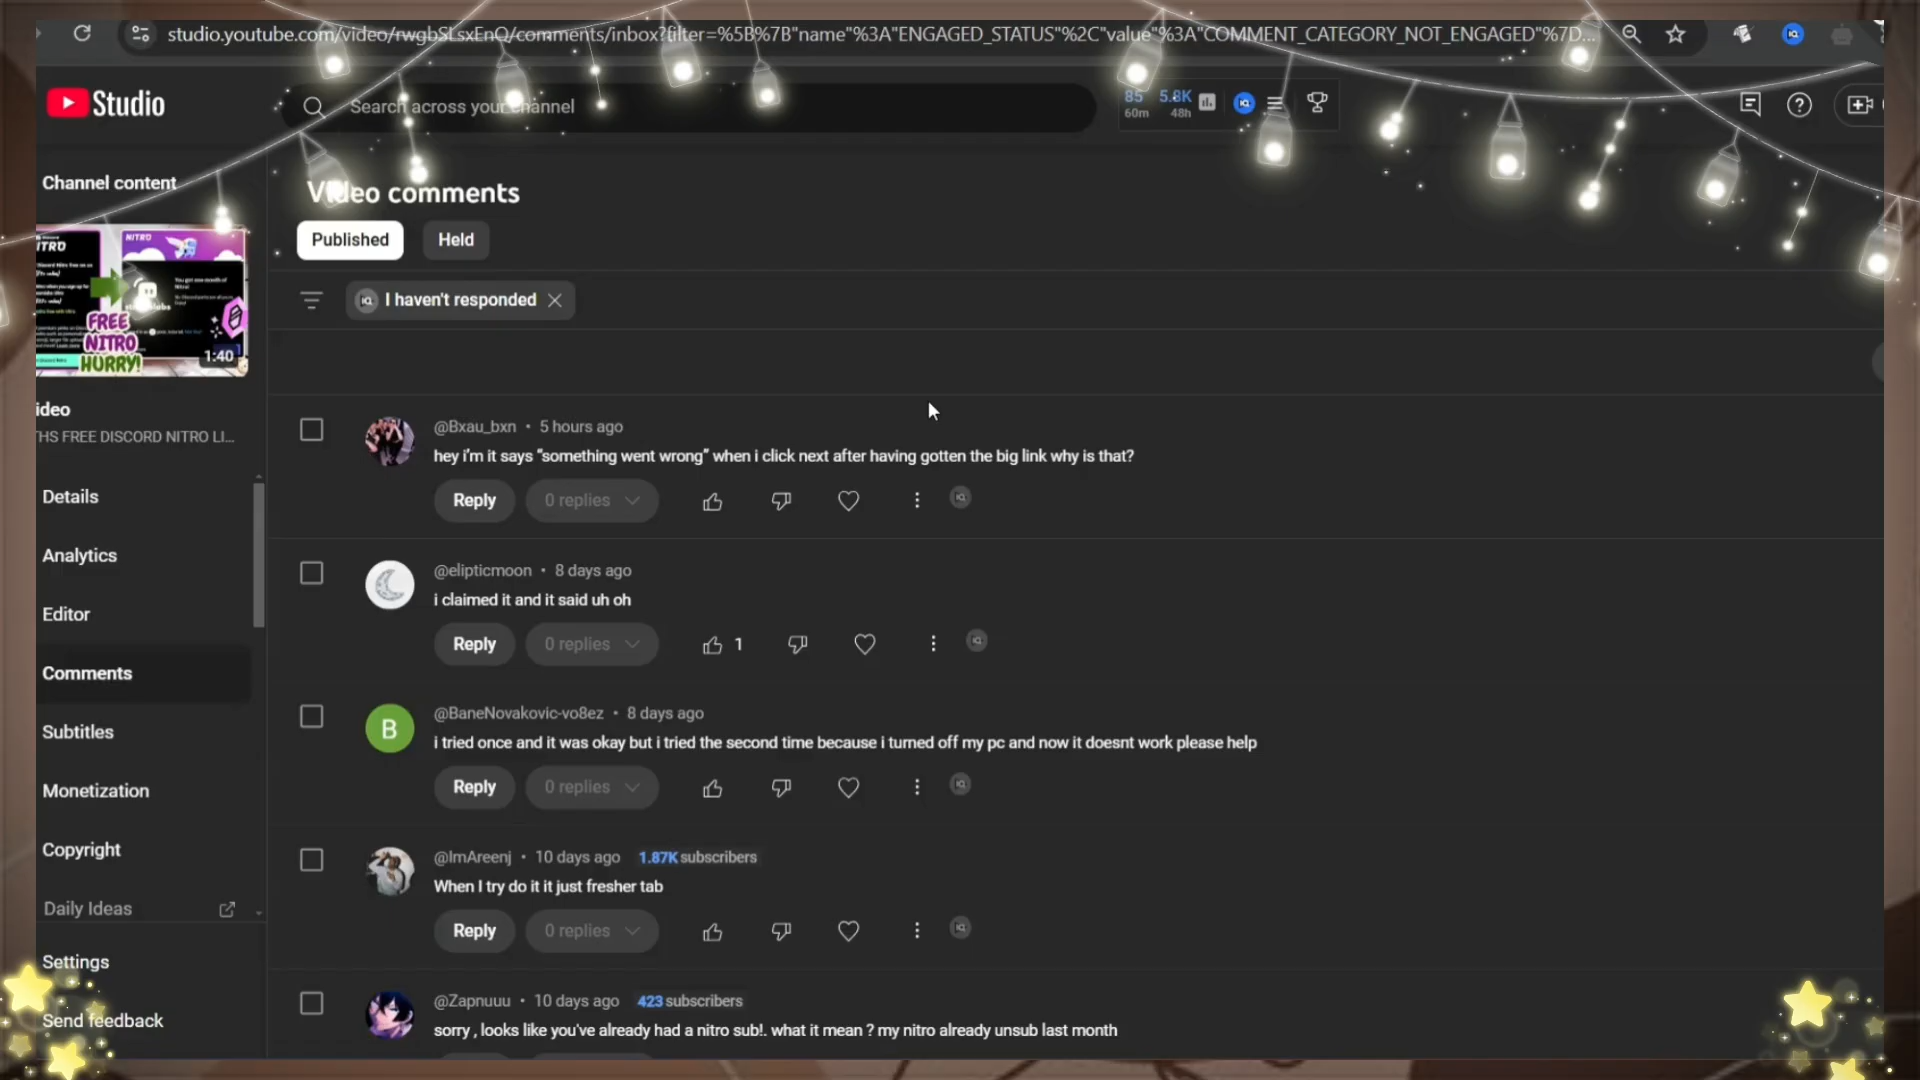 studio.youtube.com/video/rwgbSLsxEnQ/comments/inbox?filter=%5B%7B"name"%3A"ENGAGED_STATUS"%2C"value"%3A"COMMENT_CATEGORY_NOT_ENGAGED"%7D...
Studio
Search across your channel
85 5.8K
60m 48h
Channel content
Video comments
Published
Held
I haven't responded
NITRO
FREE
NITRO
HURRY!
1:40
ideo
THS FREE DISCORD NITRO LI...
Details
Analytics
Editor
Comments
Subtitles
Monetization
Copyright
Daily Ideas
Settings
Send feedback
@Bxau_bxn • 5 hours ago
hey i'm it says "something went wrong" when i click next after having gotten the big link why is that?
Reply 0 replies
@elipticmoon • 8 days ago
i claimed it and it said uh oh
Reply 0 replies 1
B
@BaneNovakovic-vo8ez • 8 days ago
i tried once and it was okay but i tried the second time because i turned off my pc and now it doesnt work please help
Reply 0 replies
@ImAreenj • 10 days ago 1.87K subscribers
When I try do it it just fresher tab
Reply 0 replies
@Zapnuuu • 10 days ago 423 subscribers
sorry , looks like you've already had a nitro sub!. what it mean ? my nitro already unsub last month